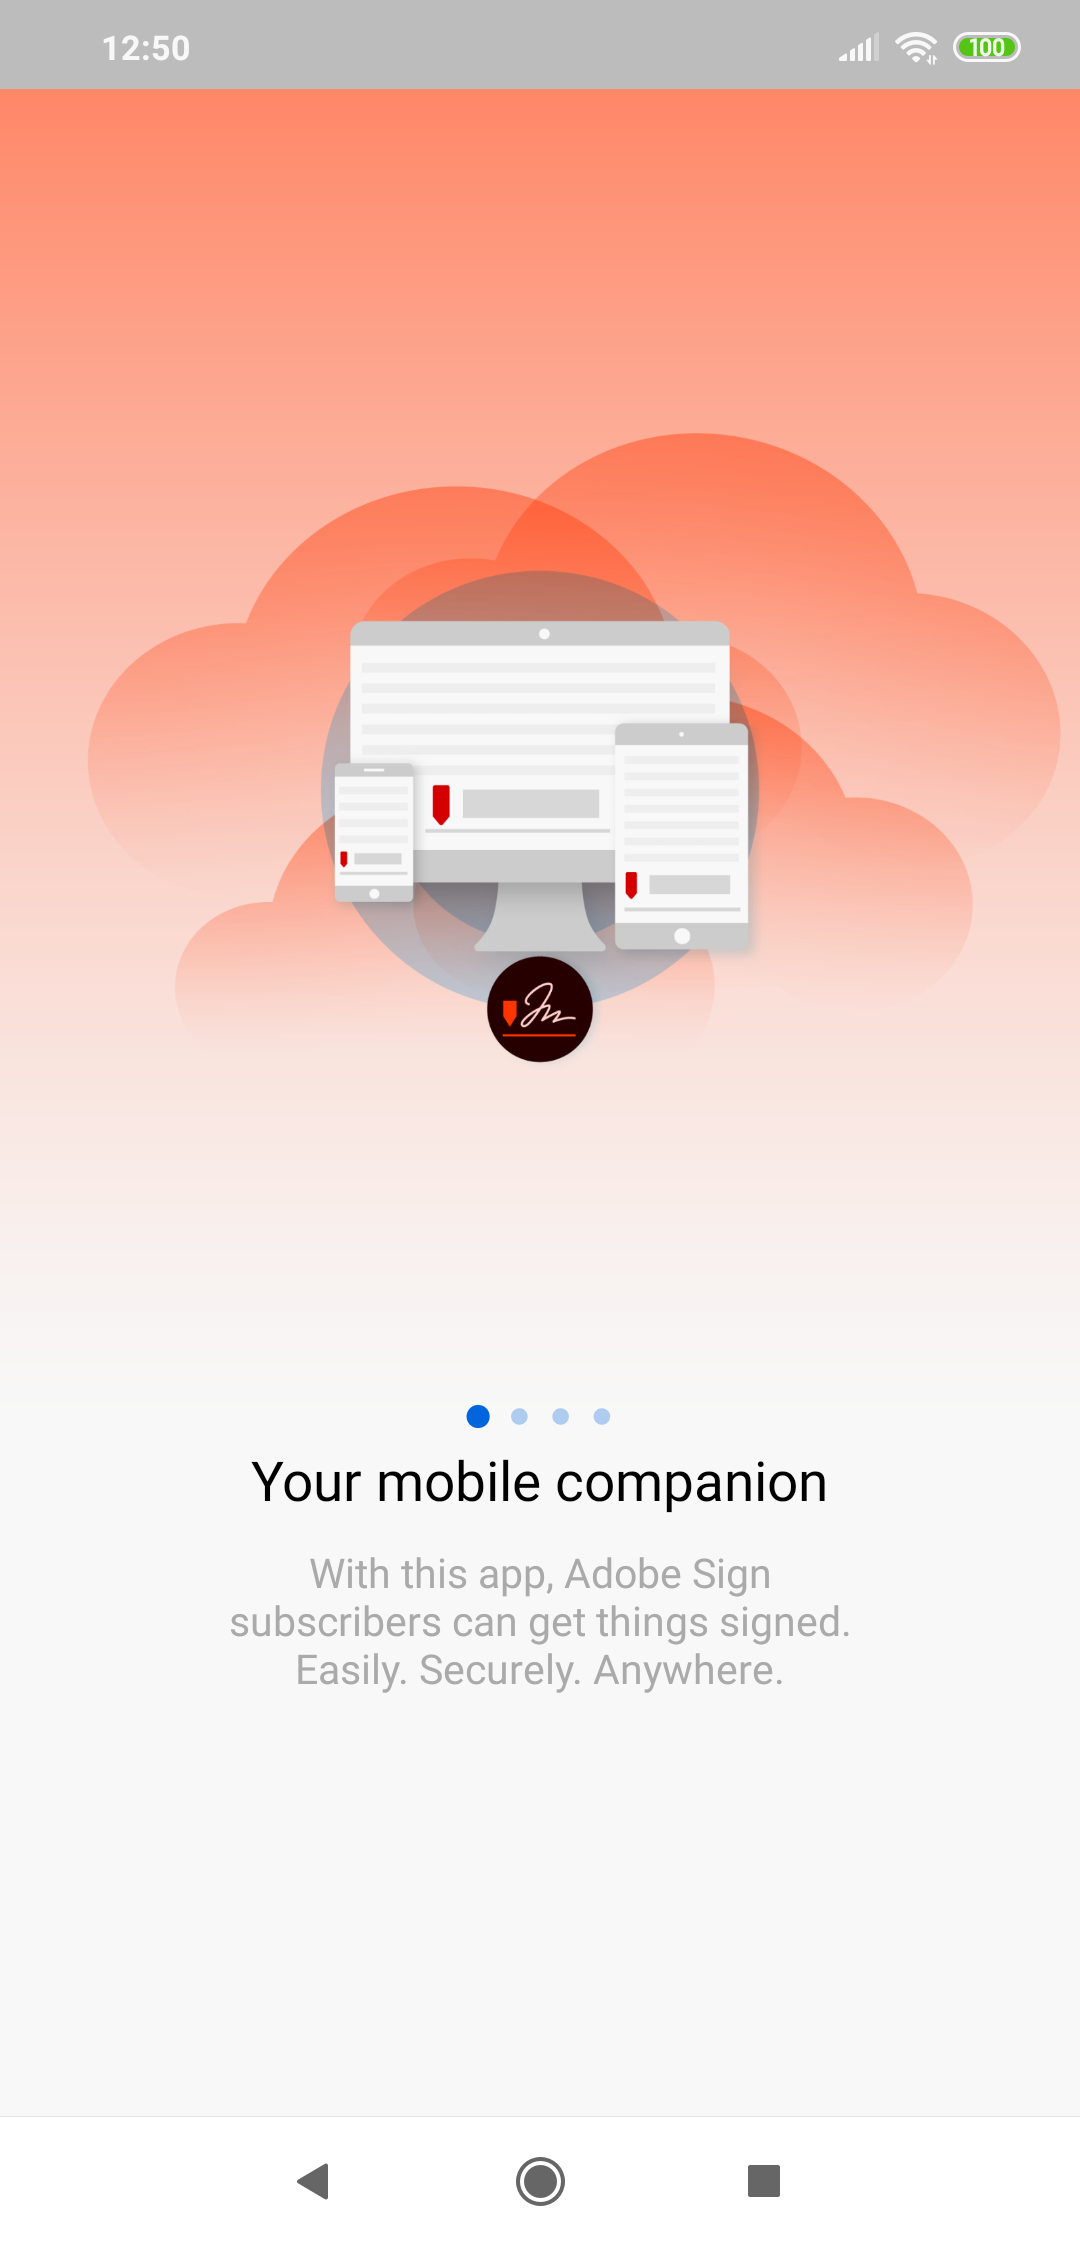 12:50
100
Your mobile companion
With this app, Adobe Sign
subscribers can get things signed.
Easily. Securely. Anywhere.